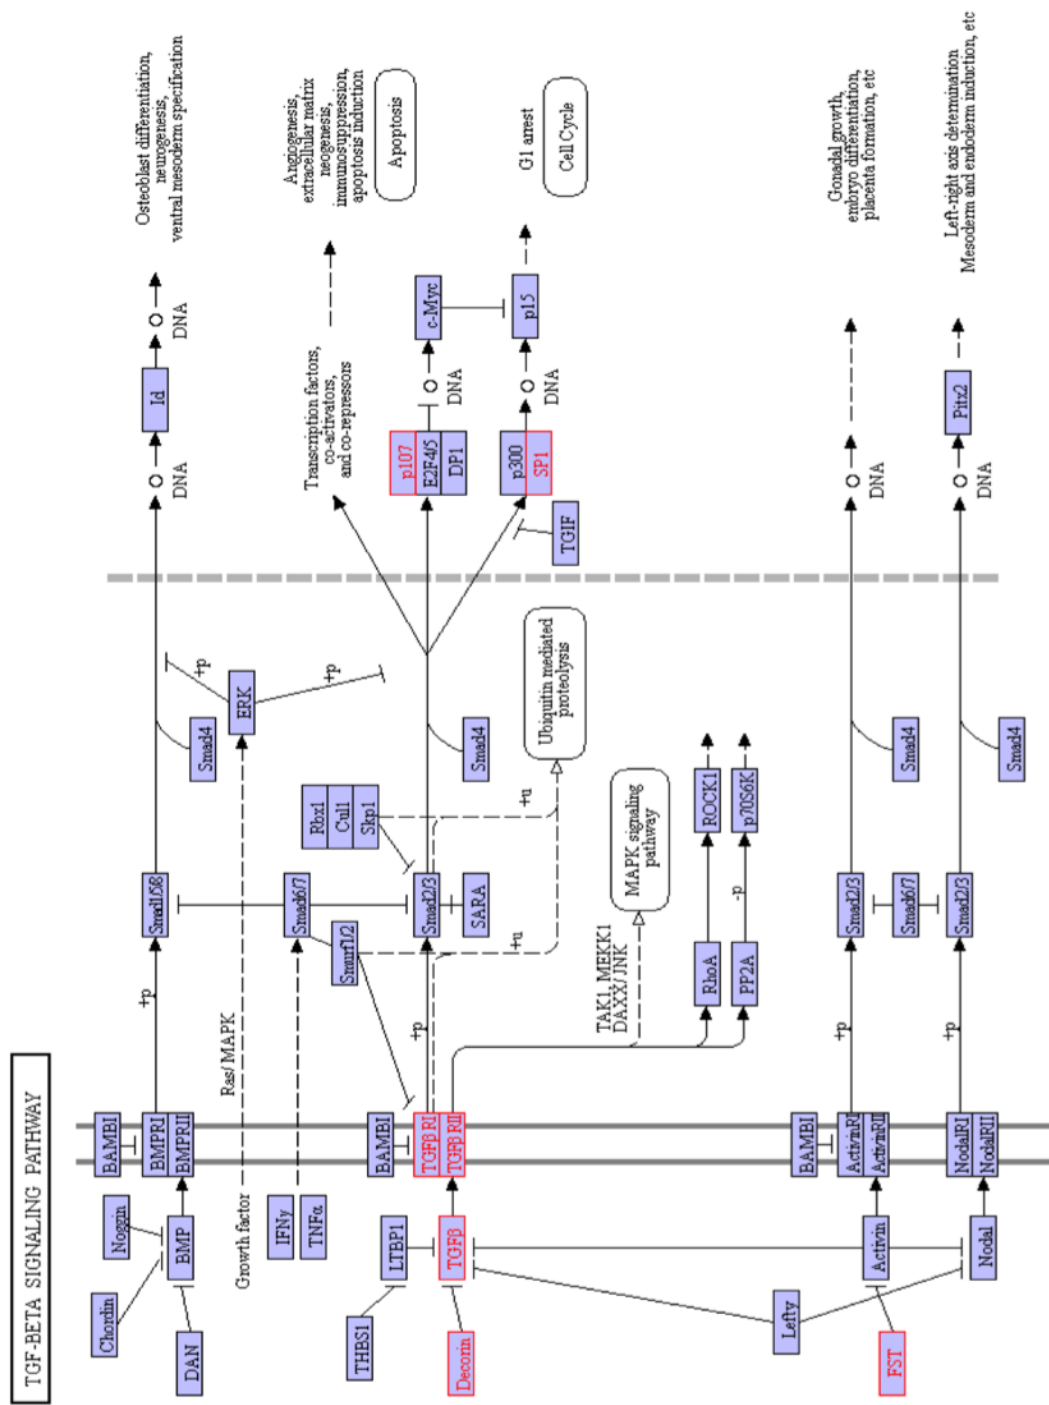 TGF-BETA SIGNALING PATHWAY
Chordin
Noggin
DAN
BMP
BAMBI
BMPRI
BMPRII
+p
Smad1/5/8
Smad4
DNA
Id
DNA
Osteoblast differentiation,
neurogenesis,
ventral mesoderm specification
Growth factor
Ras/MAPK
ERK
+p
+p
IFNγ
TNFα
Smad6/7
Smurf1/2
Rbx1
Cul1
Skp1
THBS1
LTBP1
Decorin
TGFβ
BAMBI
TGFβ RI
TGFβ RII
+p
Smad2/3
SARA
+u
+u
Smad4
Ubiquitin mediated
proteolysis
Transcription factors,
co-activators,
and co-repressors
Angiogenesis,
extracellular matrix
neogenesis,
immunosuppression,
apoptosis induction
Apoptosis
p107
E2F4/5
DP1
DNA
c-Myc
TGIF
p300
SP1
DNA
p15
G1 arrest
Cell Cycle
TAK1, MEKK1
DAXX/JNK
MAPK signaling
pathway
RhoA
ROCK1
PP2A
-p
p70S6K
Lefty
FST
Activin
BAMBI
ActivinRI
ActivinRII
+p
Smad2/3
Smad4
DNA
Gonadal growth,
embryo differentiation,
placenta formation, etc
Smad6/7
Nodal
NodalRI
NodalRII
+p
Smad2/3
Smad4
DNA
Pitx2
Left-right axis determination
Mesoderm and endoderm induction, etc